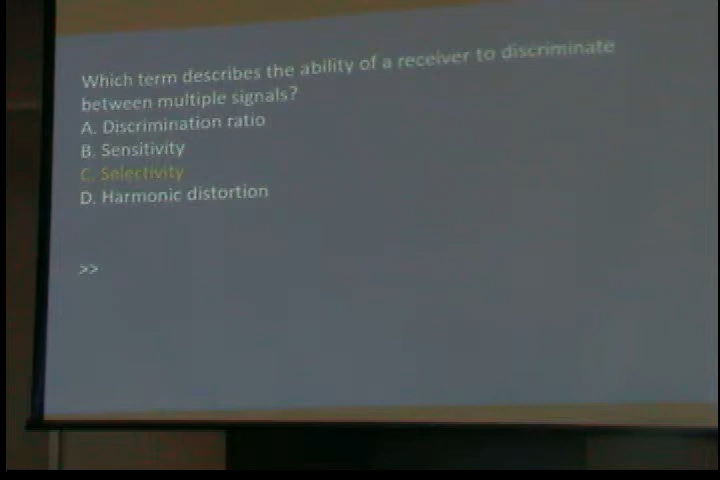 Which term describes the ability of a receiver to discriminate
between multiple signals?
A. Discrimination ratio
B. Sensitivity
C. Selectivity
D. Harmonic distortion
>>